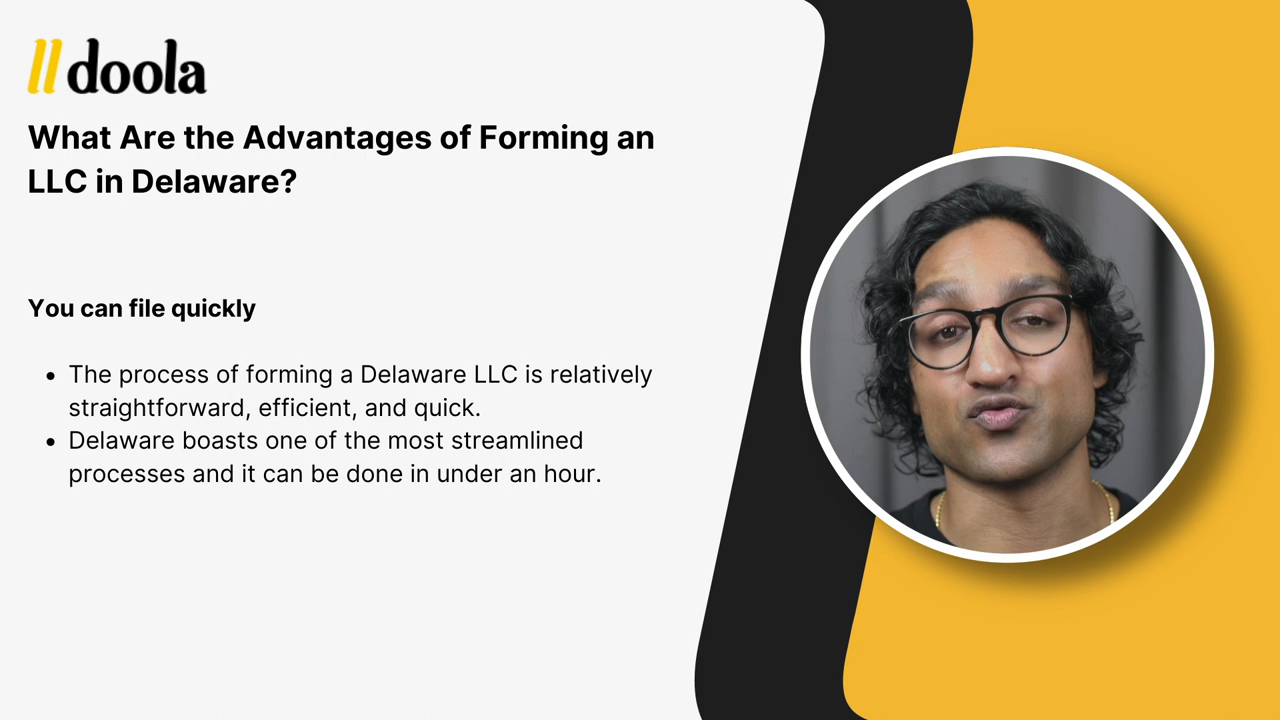 doola
What Are the Advantages of Forming an
LLC in Delaware?
You can file quickly
• The process of forming a Delaware LLC is relatively
straightforward, efficient, and quick.
• Delaware boasts one of the most streamlined
processes and it can be done in under an hour.